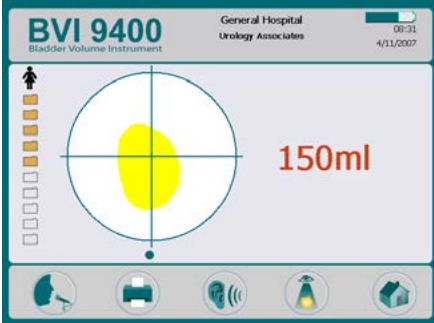 BVI 9400
Bladder Volume Instrument
General Hospital
Urology Associates
08:31
4/11/2007
150ml